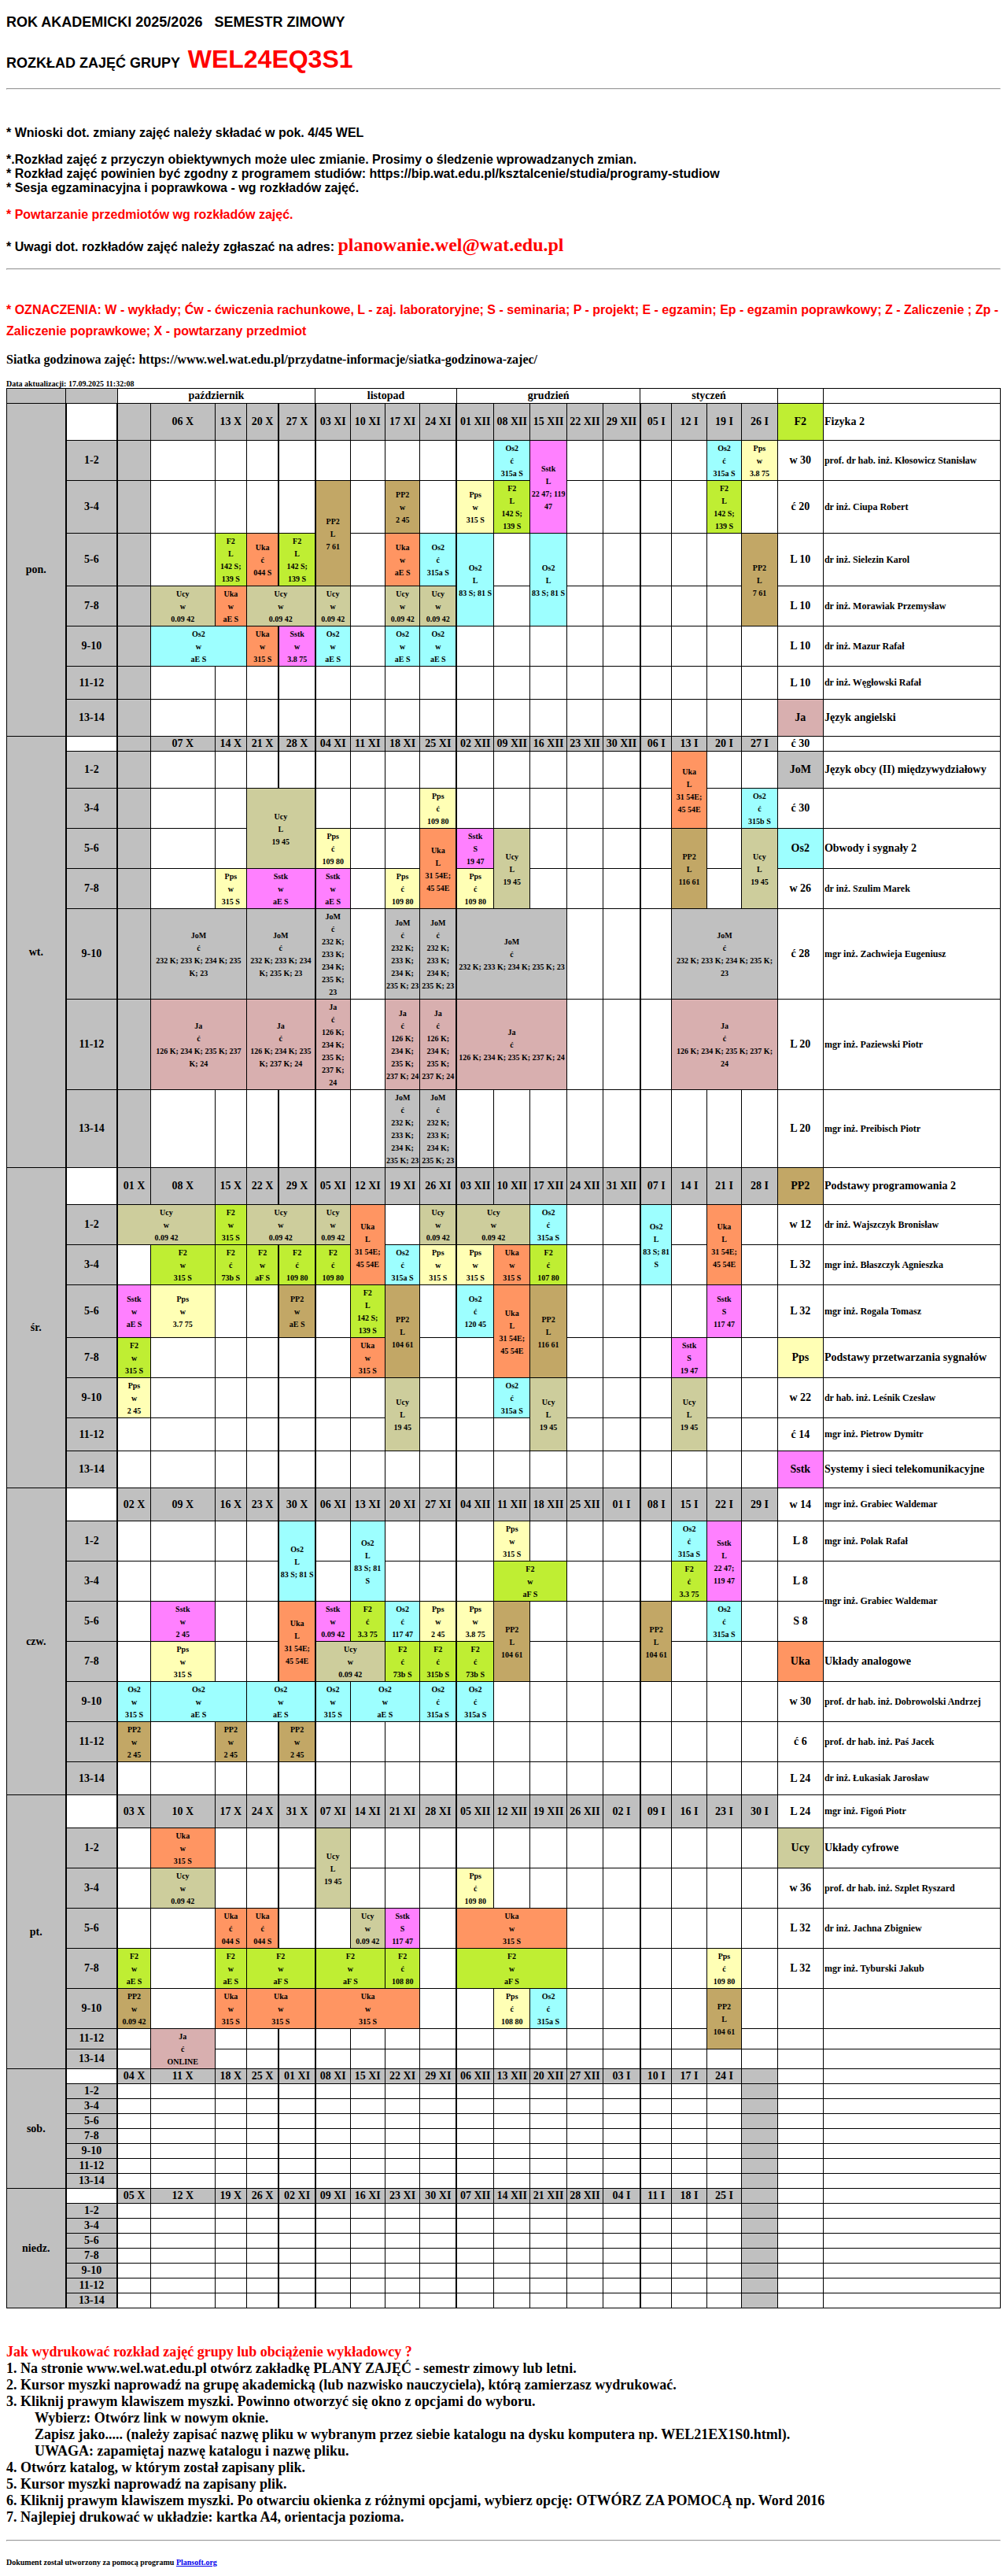 ROK AKADEMICKI 2025/2026 SEMESTR ZIMOWY
ROZKŁAD ZAJĘĆ GRUPY WEL24EQ3S1
* Wnioski dot. zmiany zajęć należy składać w pok. 4/45 WEL
*.Rozkład zajęć z przyczyn obiektywnych może ulec zmianie. Prosimy o śledzenie wprowadzanych zmian.
* Rozkład zajęć powinien być zgodny z programem studiów: https://bip.wat.edu.pl/ksztalcenie/studia/programy-studiow
* Sesja egzaminacyjna i poprawkowa - wg rozkładów zajęć.
* Powtarzanie przedmiotów wg rozkładów zajęć.
* Uwagi dot. rozkładów zajęć należy zgłaszać na adres: planowanie.wel@wat.edu.pl
* OZNACZENIA: W - wykłady; Ćw - ćwiczenia rachunkowe, L - zaj. laboratoryjne; S - seminaria; P - projekt; E - egzamin; Ep - egzamin poprawkowy; Z - Zaliczenie ; Zp -
Zaliczenie poprawkowe; X - powtarzany przedmiot
Siatka godzinowa zajęć: https://www.wel.wat.edu.pl/przydatne-informacje/siatka-godzinowa-zajec/
Data aktualizacji: 17.09.2025 11:32:08
październik listopad grudzień styczeń
pon. 06 X 13 X 20 X 27 X 03 XI 10 XI 17 XI 24 XI 01 XII 08 XII 15 XII 22 XII 29 XII 05 I 12 I 19 I 26 I F2 Fizyka 2
1-2 Os2 ć 315a S Sstk L 22 47; 119 47 Os2 ć 315a S Pps w 3.8 75 w 30 prof. dr hab. inż. Kłosowicz Stanisław
3-4 PP2 L 7 61 PP2 w 2 45 Pps w 315 S F2 L 142 S; 139 S F2 L 142 S; 139 S ć 20 dr inż. Ciupa Robert
5-6 F2 L 142 S; 139 S Uka ć 044 S F2 L 142 S; 139 S Uka w aE S Os2 ć 315a S Os2 L 83 S; 81 S Os2 L 83 S; 81 S PP2 L 7 61 L 10 dr inż. Sielezin Karol
7-8 Ucy w 0.09 42 Uka w aE S Ucy w 0.09 42 Ucy w 0.09 42 Ucy w 0.09 42 Ucy w 0.09 42 L 10 dr inż. Morawiak Przemysław
9-10 Os2 w aE S Uka w 315 S Sstk w 3.8 75 Os2 w aE S Os2 w aE S Os2 w aE S L 10 dr inż. Mazur Rafał
11-12 L 10 dr inż. Węgłowski Rafał
13-14 Ja Język angielski
wt. 07 X 14 X 21 X 28 X 04 XI 11 XI 18 XI 25 XI 02 XII 09 XII 16 XII 23 XII 30 XII 06 I 13 I 20 I 27 I ć 30
1-2 Uka L 31 54E; 45 54E JoM Język obcy (II) międzywydziałowy
3-4 Ucy L 19 45 Pps ć 109 80 Os2 ć 315b S ć 30
5-6 Pps ć 109 80 Uka L 31 54E; 45 54E Sstk S 19 47 Ucy L 19 45 PP2 L 116 61 Ucy L 19 45 Os2 Obwody i sygnały 2
7-8 Pps w 315 S Sstk w aE S Sstk w aE S Pps ć 109 80 Pps ć 109 80 w 26 dr inż. Szulim Marek
9-10 JoM ć 232 K; 233 K; 234 K; 235 K; 23 JoM ć 232 K; 233 K; 234 K; 235 K; 23 JoM ć 232 K; 233 K; 234 K; 235 K; 23 JoM ć 232 K; 233 K; 234 K; 235 K; 23 JoM ć 232 K; 233 K; 234 K; 235 K; 23 JoM ć 232 K; 233 K; 234 K; 235 K; 23 JoM ć 232 K; 233 K; 234 K; 235 K; 23 ć 28 mgr inż. Zachwieja Eugeniusz
11-12 Ja ć 126 K; 234 K; 235 K; 237 K; 24 Ja ć 126 K; 234 K; 235 K; 237 K; 24 Ja ć 126 K; 234 K; 235 K; 237 K; 24 Ja ć 126 K; 234 K; 235 K; 237 K; 24 Ja ć 126 K; 234 K; 235 K; 237 K; 24 Ja ć 126 K; 234 K; 235 K; 237 K; 24 Ja ć 126 K; 234 K; 235 K; 237 K; 24 L 20 mgr inż. Paziewski Piotr
13-14 JoM ć 232 K; 233 K; 234 K; 235 K; 23 JoM ć 232 K; 233 K; 234 K; 235 K; 23 L 20 mgr inż. Preibisch Piotr
śr. 01 X 08 X 15 X 22 X 29 X 05 XI 12 XI 19 XI 26 XI 03 XII 10 XII 17 XII 24 XII 31 XII 07 I 14 I 21 I 28 I PP2 Podstawy programowania 2
1-2 Ucy w 0.09 42 F2 w 315 S Ucy w 0.09 42 Ucy w 0.09 42 Uka L 31 54E; 45 54E Ucy w 0.09 42 Ucy w 0.09 42 Os2 ć 315a S Os2 L 83 S; 81 S Uka L 31 54E; 45 54E w 12 dr inż. Wajszczyk Bronisław
3-4 F2 w 315 S F2 ć 73b S F2 w aF S F2 ć 109 80 F2 ć 109 80 Os2 ć 315a S Pps w 315 S Pps w 315 S Uka w 315 S F2 ć 107 80 L 32 mgr inż. Błaszczyk Agnieszka
5-6 Sstk w aE S Pps w 3.7 75 PP2 w aE S F2 L 142 S; 139 S PP2 L 104 61 Os2 ć 120 45 Uka L 31 54E; 45 54E PP2 L 116 61 Sstk S 117 47 L 32 mgr inż. Rogala Tomasz
7-8 F2 w 315 S Uka w 315 S Sstk S 19 47 Pps Podstawy przetwarzania sygnałów
9-10 Pps w 2 45 Ucy L 19 45 Os2 ć 315a S Ucy L 19 45 Ucy L 19 45 w 22 dr hab. inż. Leśnik Czesław
11-12 ć 14 mgr inż. Pietrow Dymitr
13-14 Sstk Systemy i sieci telekomunikacyjne
czw. 02 X 09 X 16 X 23 X 30 X 06 XI 13 XI 20 XI 27 XI 04 XII 11 XII 18 XII 25 XII 01 I 08 I 15 I 22 I 29 I w 14 mgr inż. Grabiec Waldemar
1-2 Os2 L 83 S; 81 S Os2 L 83 S; 81 S Pps w 315 S Os2 ć 315a S Sstk L 22 47; 119 47 L 8 mgr inż. Polak Rafał
3-4 F2 w aF S F2 ć 3.3 75 L 8 mgr inż. Grabiec Waldemar
5-6 Sstk w 2 45 Uka L 31 54E; 45 54E Sstk w 0.09 42 F2 ć 3.3 75 Os2 ć 117 47 Pps w 2 45 Pps w 3.8 75 PP2 L 104 61 PP2 L 104 61 Os2 ć 315a S S 8
7-8 Pps w 315 S Ucy w 0.09 42 F2 ć 73b S F2 ć 315b S F2 ć 73b S Uka Układy analogowe
9-10 Os2 w 315 S Os2 w aE S Os2 w aE S Os2 w 315 S Os2 w aE S Os2 ć 315a S Os2 ć 315a S w 30 prof. dr hab. inż. Dobrowolski Andrzej
11-12 PP2 w 2 45 PP2 w 2 45 PP2 w 2 45 ć 6 prof. dr hab. inż. Paś Jacek
13-14 L 24 dr inż. Łukasiak Jarosław
pt. 03 X 10 X 17 X 24 X 31 X 07 XI 14 XI 21 XI 28 XI 05 XII 12 XII 19 XII 26 XII 02 I 09 I 16 I 23 I 30 I L 24 mgr inż. Figoń Piotr
1-2 Uka w 315 S Ucy L 19 45 Ucy Układy cyfrowe
3-4 Ucy w 0.09 42 Pps ć 109 80 w 36 prof. dr hab. inż. Szplet Ryszard
5-6 Uka ć 044 S Uka ć 044 S Ucy w 0.09 42 Sstk S 117 47 Uka w 315 S L 32 dr inż. Jachna Zbigniew
7-8 F2 w aE S F2 w aE S F2 w aF S F2 w aF S F2 ć 108 80 F2 w aF S Pps ć 109 80 L 32 mgr inż. Tyburski Jakub
9-10 PP2 w 0.09 42 Uka w 315 S Uka w 315 S Uka w 315 S Pps ć 108 80 Os2 ć 315a S PP2 L 104 61
11-12 Ja ć ONLINE
13-14
sob. 04 X 11 X 18 X 25 X 01 XI 08 XI 15 XI 22 XI 29 XI 06 XII 13 XII 20 XII 27 XII 03 I 10 I 17 I 24 I
1-2
3-4
5-6
7-8
9-10
11-12
13-14
niedz. 05 X 12 X 19 X 26 X 02 XI 09 XI 16 XI 23 XI 30 XI 07 XII 14 XII 21 XII 28 XII 04 I 11 I 18 I 25 I
1-2
3-4
5-6
7-8
9-10
11-12
13-14
Jak wydrukować rozkład zajęć grupy lub obciążenie wykładowcy ?
1. Na stronie www.wel.wat.edu.pl otwórz zakładkę PLANY ZAJĘĆ - semestr zimowy lub letni.
2. Kursor myszki naprowadź na grupę akademicką (lub nazwisko nauczyciela), którą zamierzasz wydrukować.
3. Kliknij prawym klawiszem myszki. Powinno otworzyć się okno z opcjami do wyboru.
Wybierz: Otwórz link w nowym oknie.
Zapisz jako..... (należy zapisać nazwę pliku w wybranym przez siebie katalogu na dysku komputera np. WEL21EX1S0.html).
UWAGA: zapamiętaj nazwę katalogu i nazwę pliku.
4. Otwórz katalog, w którym został zapisany plik.
5. Kursor myszki naprowadź na zapisany plik.
6. Kliknij prawym klawiszem myszki. Po otwarciu okienka z różnymi opcjami, wybierz opcję: OTWÓRZ ZA POMOCĄ np. Word 2016
7. Najlepiej drukować w układzie: kartka A4, orientacja pozioma.
Dokument został utworzony za pomocą programu Plansoft.org